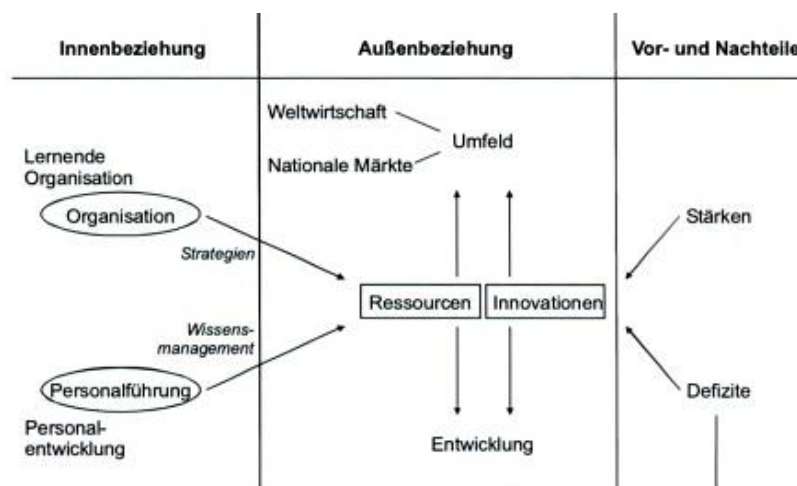 Innenbeziehung
Außenbeziehung
Vor- und Nachteile
Weltwirtschaft
Umfeld
Nationale Märkte
Lernende
Organisation
Organisation
Strategien
Stärken
Ressourcen
Innovationen
Wissens-
management
Personalführung
Defizite
Personal-
entwicklung
Entwicklung